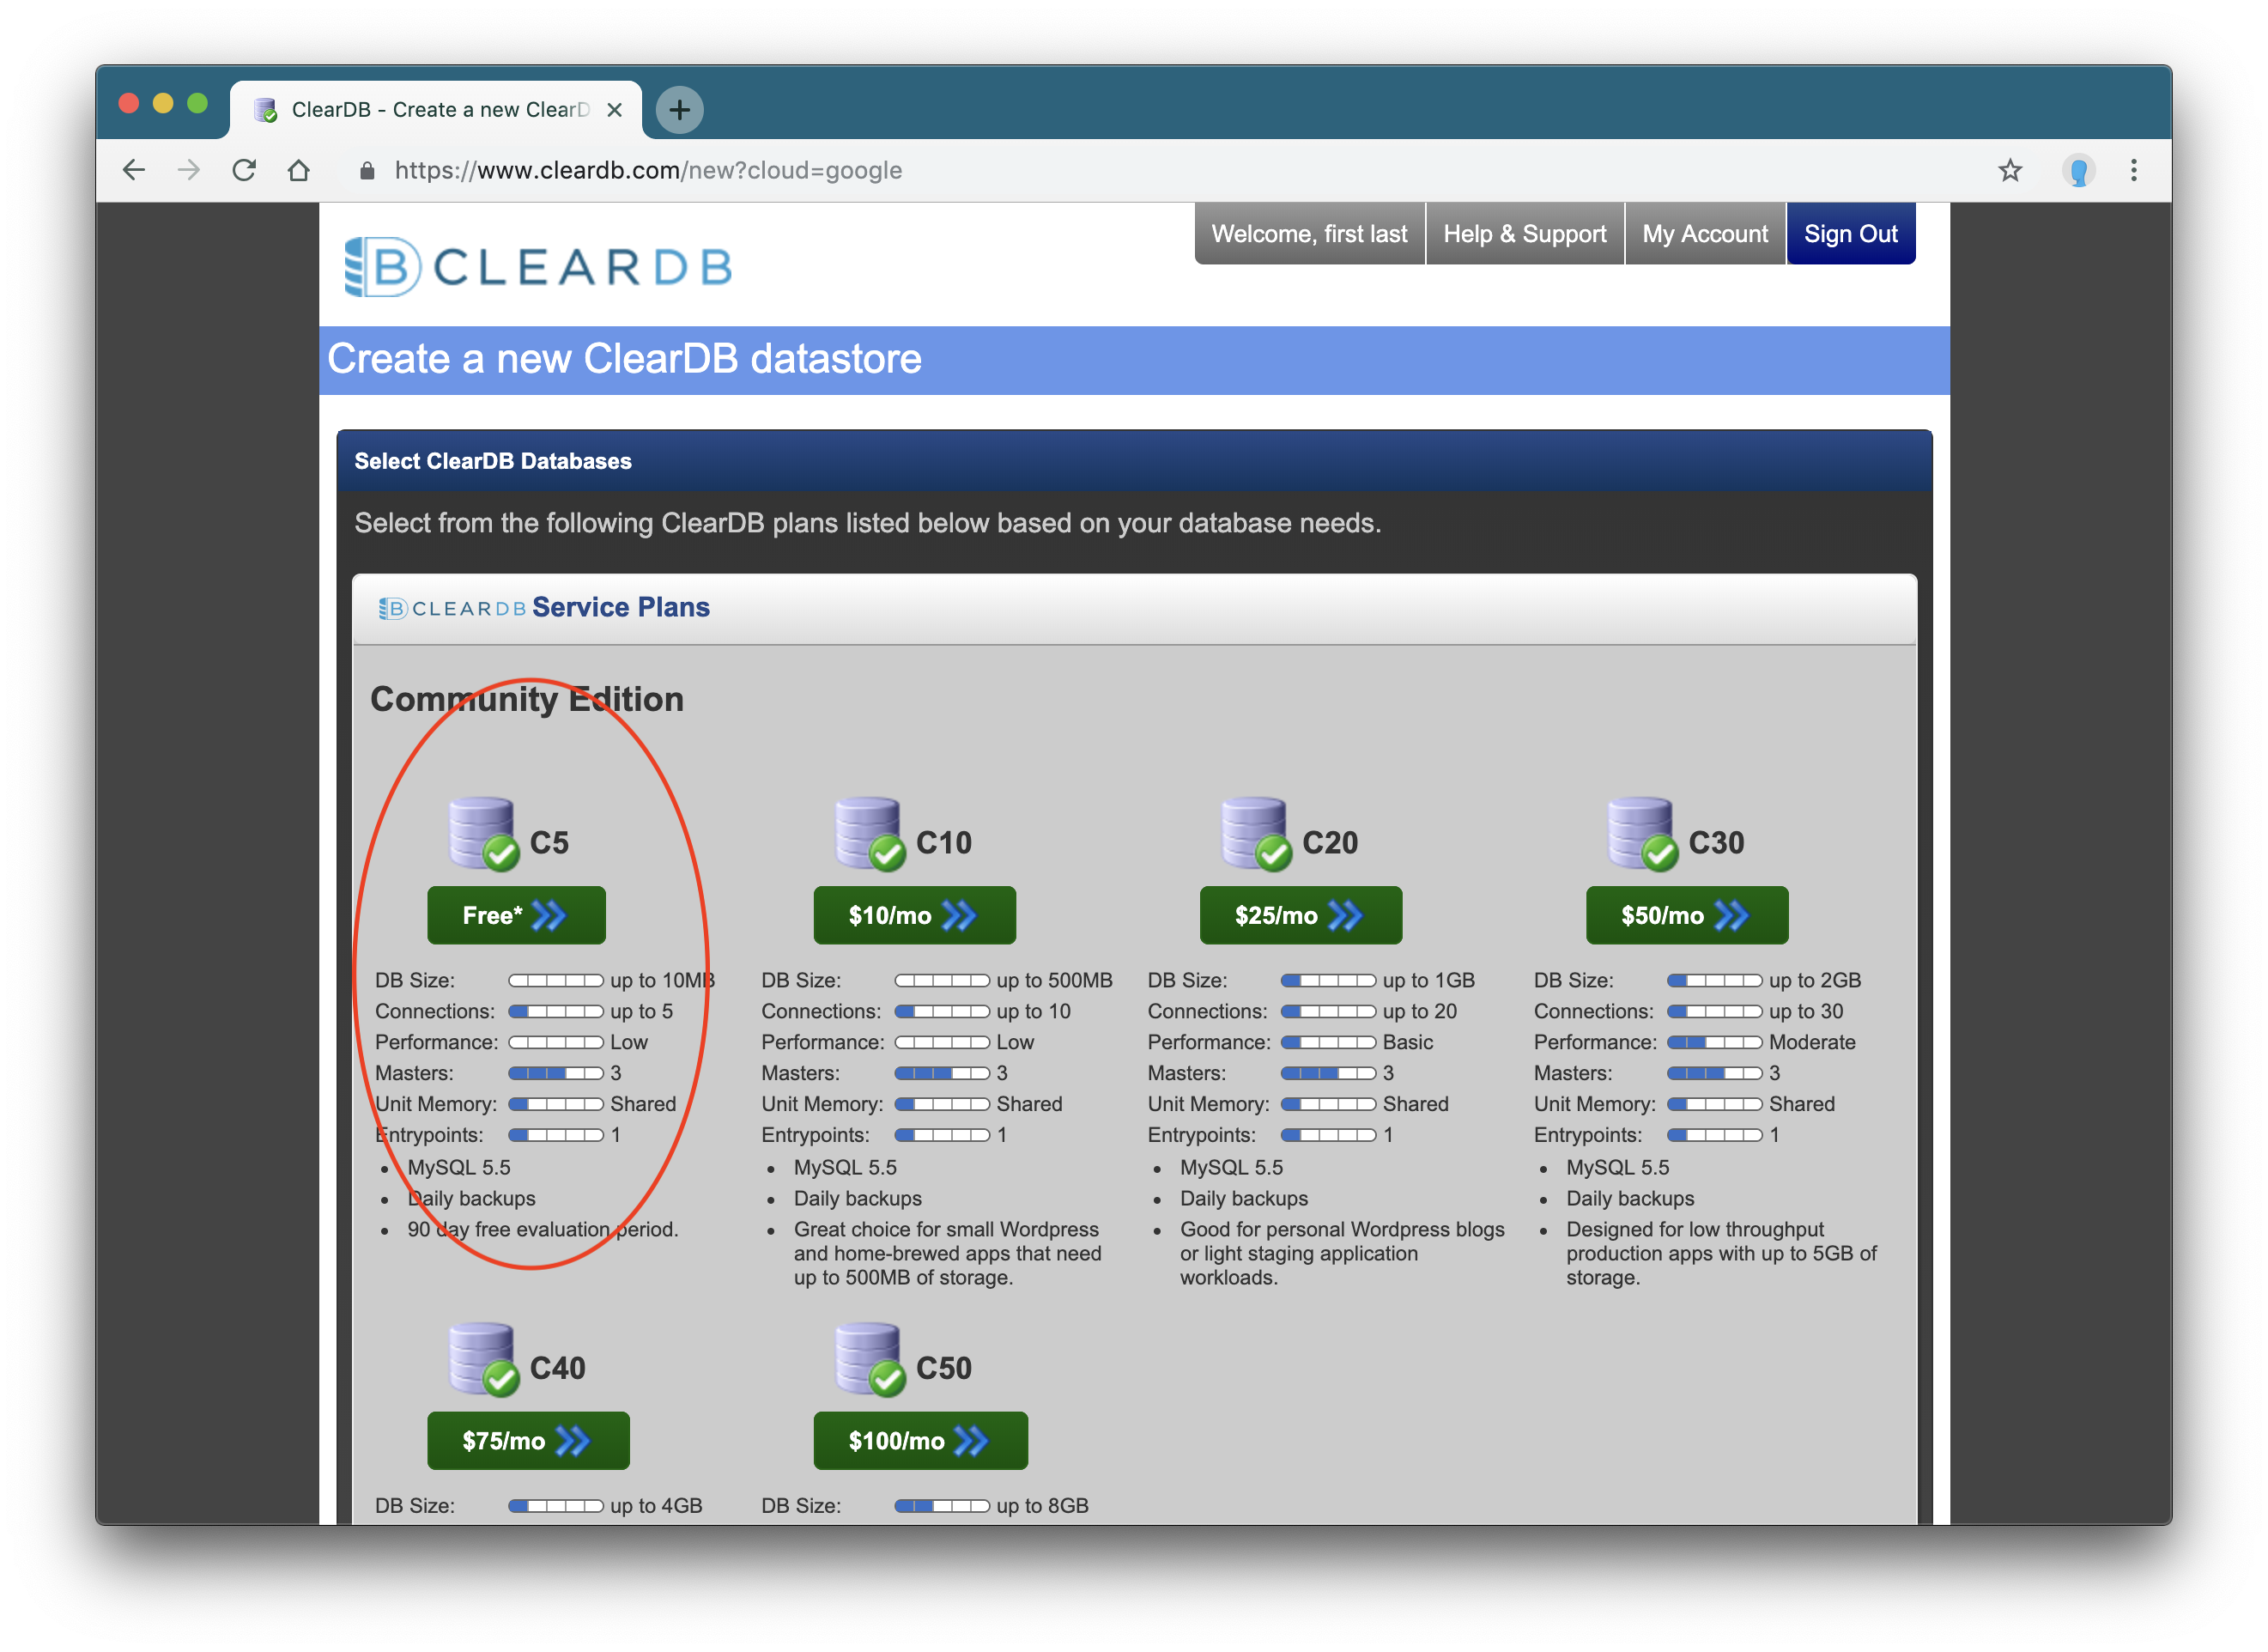 ClearDB - Create a new ClearD
https://www.cleardb.com/new?cloud=google
Welcome, first last
Help & Support
My Account
Sign Out
B CLEARDB
Create a new ClearDB datastore
Select ClearDB Databases
Select from the following ClearDB plans listed below based on your database needs.
B CLEARDB Service Plans
Community Edition
C5
Free*
DB Size: up to 10MB
Connections: up to 5
Performance: Low
Masters: 3
Unit Memory: Shared
Entrypoints: 1
• MySQL 5.5
• Daily backups
• 90 day free evaluation period.
C10
$10/mo
DB Size: up to 500MB
Connections: up to 10
Performance: Low
Masters: 3
Unit Memory: Shared
Entrypoints: 1
• MySQL 5.5
• Daily backups
• Great choice for small Wordpress
and home-brewed apps that need
up to 500MB of storage.
C20
$25/mo
DB Size: up to 1GB
Connections: up to 20
Performance: Basic
Masters: 3
Unit Memory: Shared
Entrypoints: 1
• MySQL 5.5
• Daily backups
• Good for personal Wordpress blogs
or light staging application
workloads.
C30
$50/mo
DB Size: up to 2GB
Connections: up to 30
Performance: Moderate
Masters: 3
Unit Memory: Shared
Entrypoints: 1
• MySQL 5.5
• Daily backups
• Designed for low throughput
production apps with up to 5GB of
storage.
C40
$75/mo
DB Size: up to 4GB
C50
$100/mo
DB Size: up to 8GB